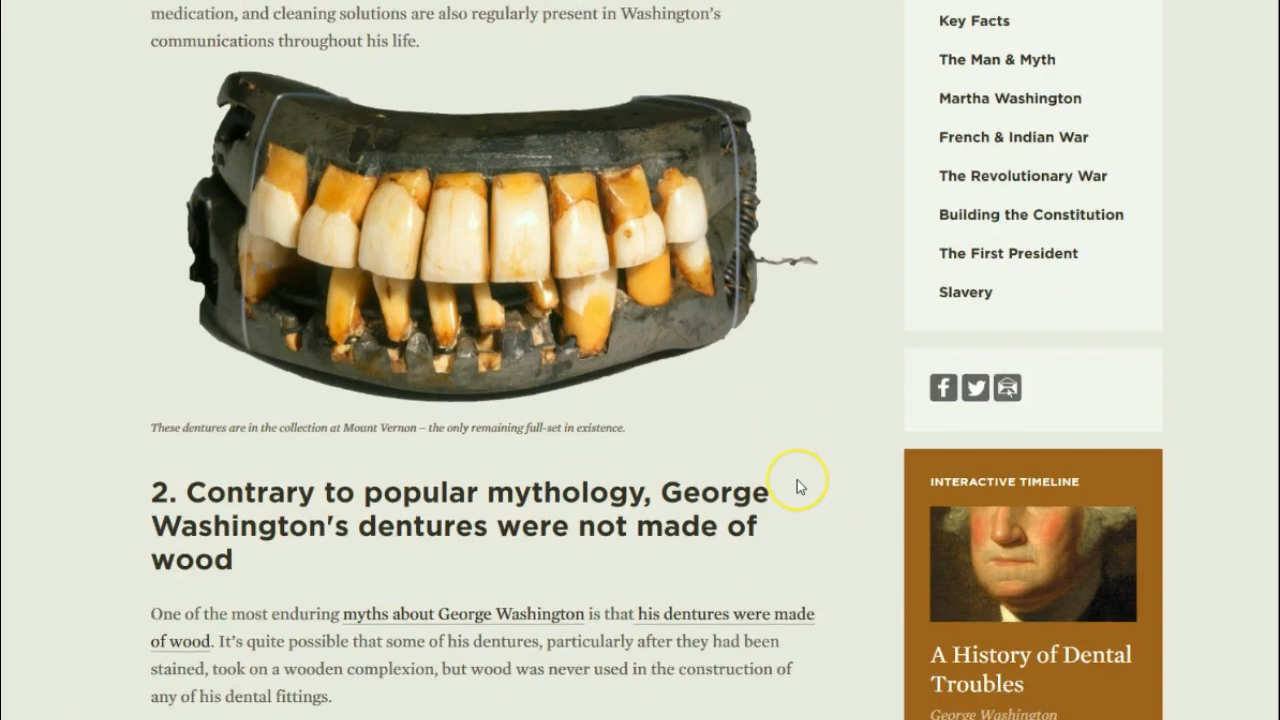 medication, and cleaning solutions are also regularly present in Washington's
communications throughout his life.
These dentures are in the collection at Mount Vernon – the only remaining full-set in existence.
2. Contrary to popular mythology, George
Washington's dentures were not made of
wood
One of the most enduring myths about George Washington is that his dentures were made
of wood. It's quite possible that some of his dentures, particularly after they had been
stained, took on a wooden complexion, but wood was never used in the construction of
any of his dental fittings.
Key Facts
The Man & Myth
Martha Washington
French & Indian War
The Revolutionary War
Building the Constitution
The First President
Slavery
INTERACTIVE TIMELINE
A History of Dental
Troubles
George Washington